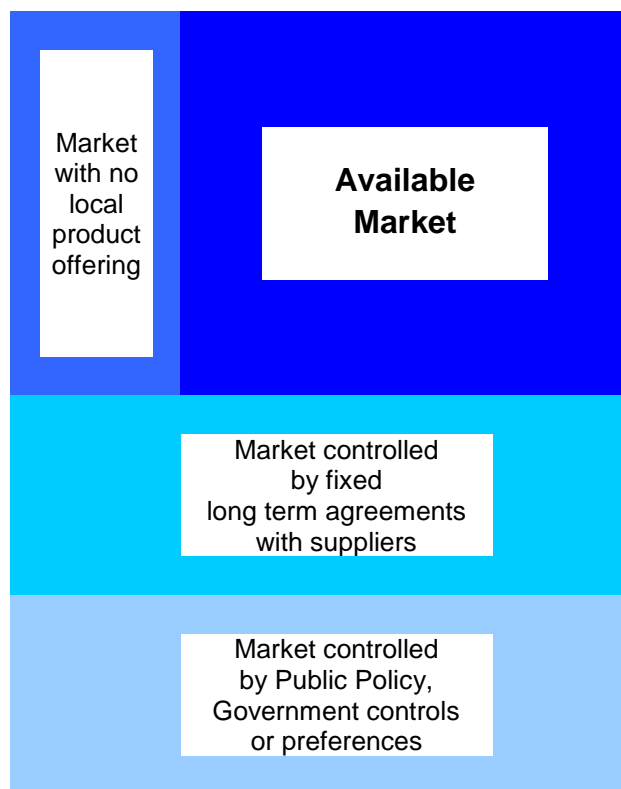 Market
with no
local
product
offering
Available
Market
Market controlled
by fixed
long term agreements
with suppliers
Market controlled
by Public Policy,
Government controls
or preferences